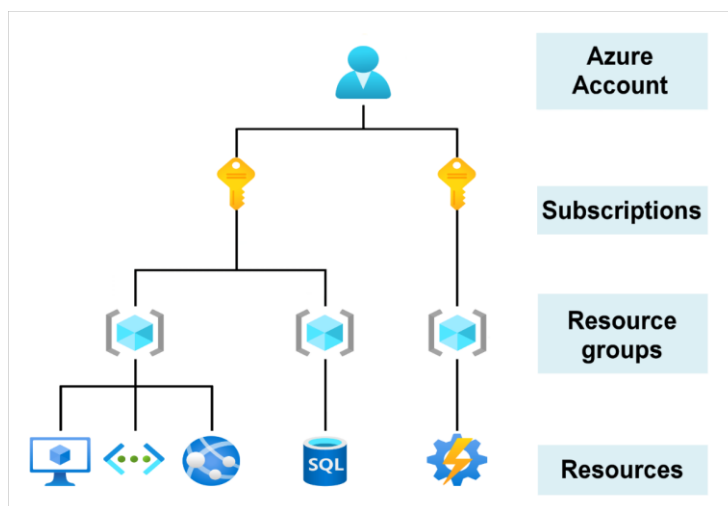 Azure
Account
Subscriptions
Resource
groups
SQL
Resources